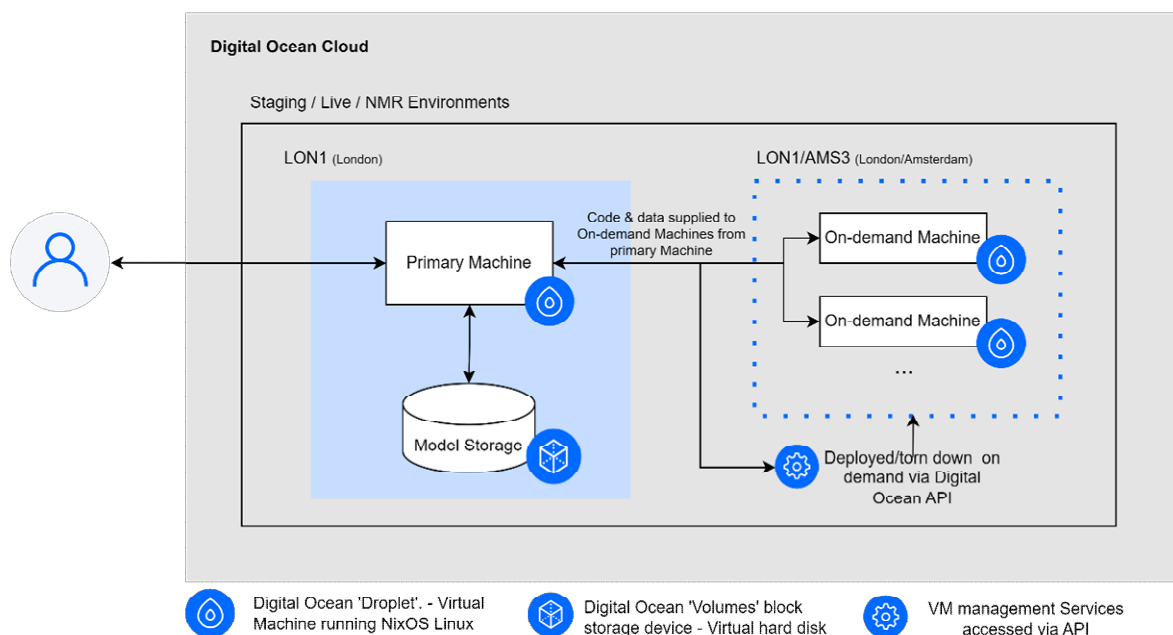 Digital Ocean Cloud
Staging / Live / NMR Environments
LON1 (London)
LON1/AMS3 (London/Amsterdam)
Code & data supplied to
On-demand Machines from
primary Machine
Primary Machine
On-demand Machine
On-demand Machine
...
Model Storage
Deployed/torn down on
demand via Digital
Ocean API
Digital Ocean 'Droplet'. - Virtual
Machine running NixOS Linux
Digital Ocean 'Volumes' block
storage device - Virtual hard disk
VM management Services
accessed via API